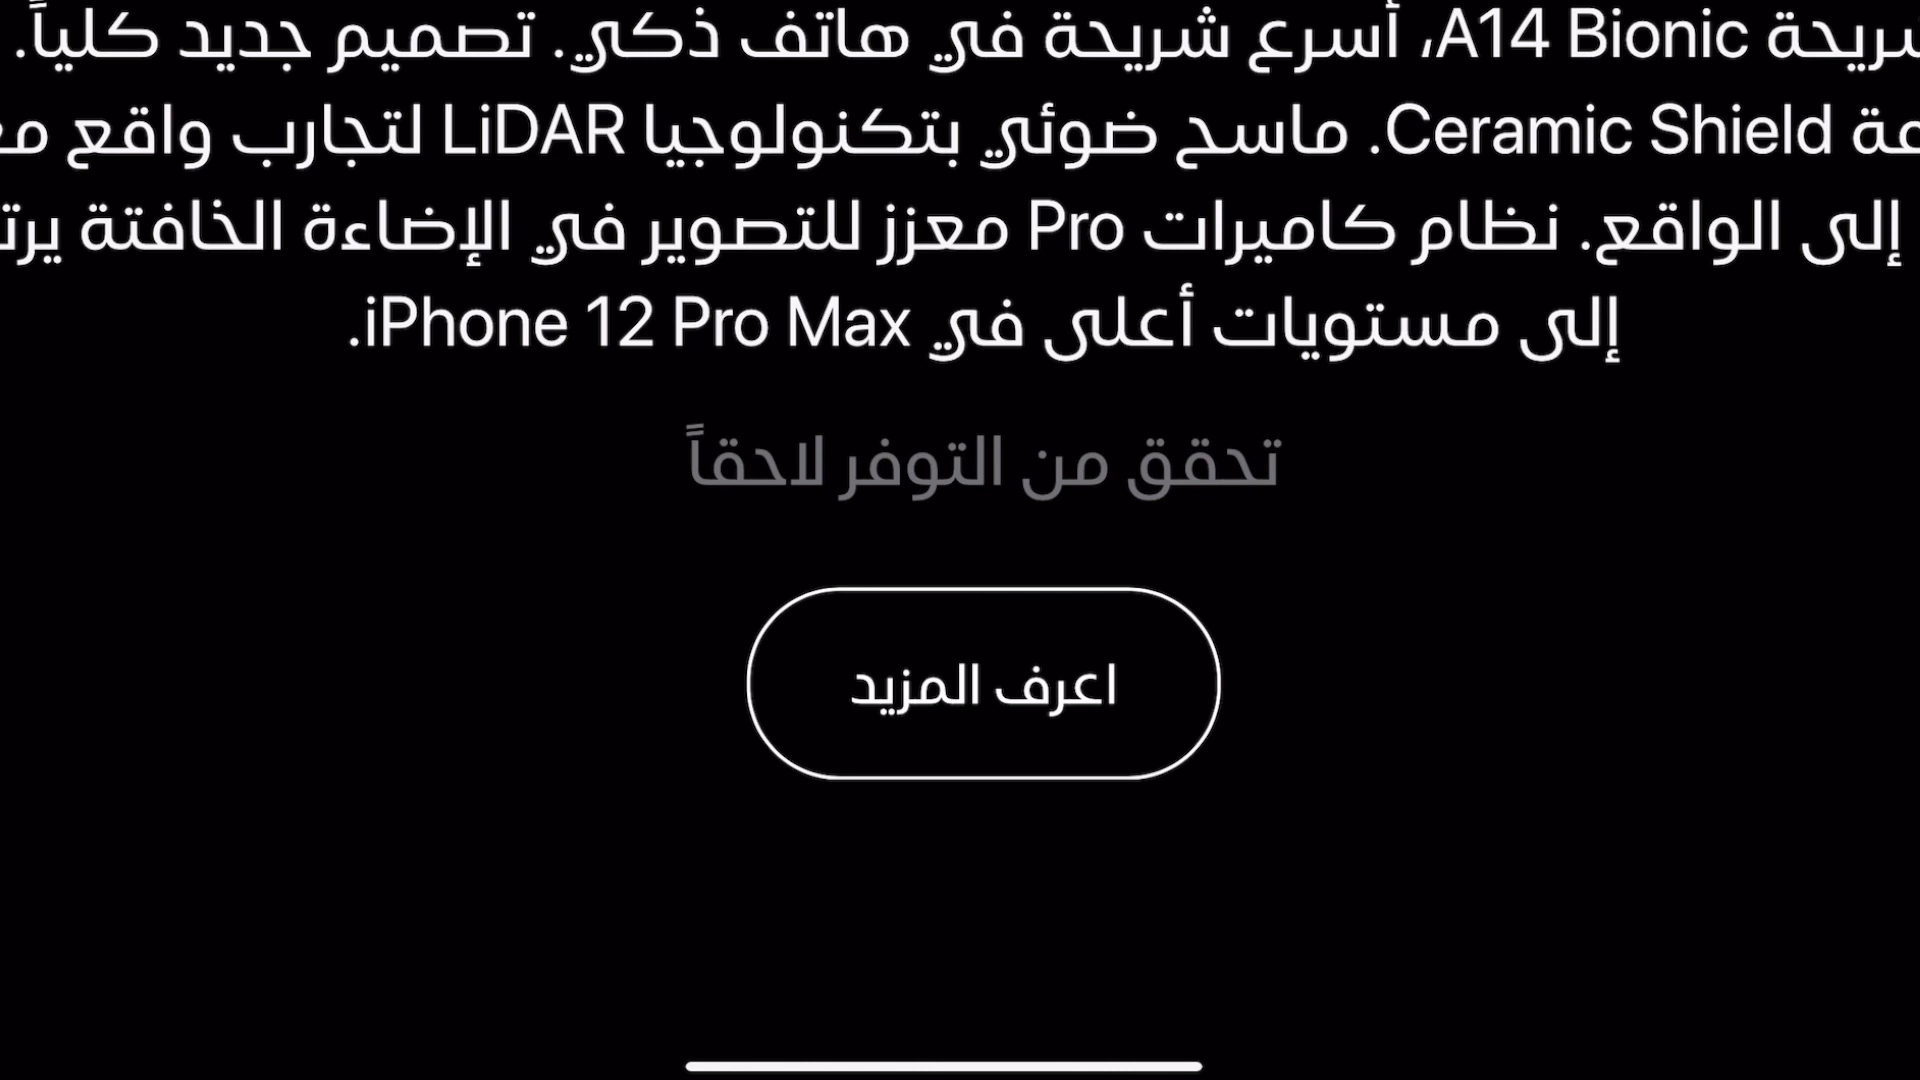 A14 Bionic، أسرع شريحة في هاتف ذكي. تصميم جديد كلياً.
Ceramic Shield. ماسح ضوئي بتكنولوجيا LiDAR لتجارب واقع
إلى الواقع. نظام كاميرات Pro معزز للتصوير في الإضاءة الخافتة
إلى مستويات أعلى في iPhone 12 Pro Max.
تحقق من التوفر لاحقاً
اعرف المزيد